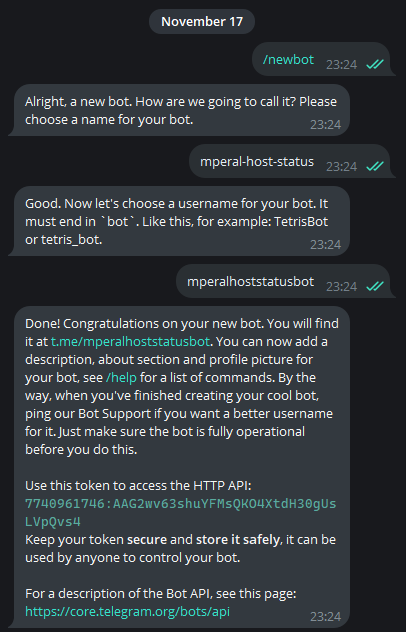 November 17
/newbot 23:24
Alright, a new bot. How are we going to call it? Please
choose a name for your bot.
23:24
mperal-host-status 23:24
Good. Now let's choose a username for your bot. It
must end in `bot`. Like this, for example: TetrisBot
or tetris_bot.
23:24
mperalhoststatusbot 23:24
Done! Congratulations on your new bot. You will find
it at t.me/mperalhoststatusbot. You can now add a
description, about section and profile picture for
your bot, see /help for a list of commands. By the
way, when you've finished creating your cool bot,
ping our Bot Support if you want a better username
for it. Just make sure the bot is fully operational
before you do this.
Use this token to access the HTTP API:
7740961746:AAG2wv63shuYFMsQKO4XtdH30gUs
LVpQvs4
Keep your token secure and store it safely, it can be
used by anyone to control your bot.
For a description of the Bot API, see this page:
https://core.telegram.org/bots/api
23:24